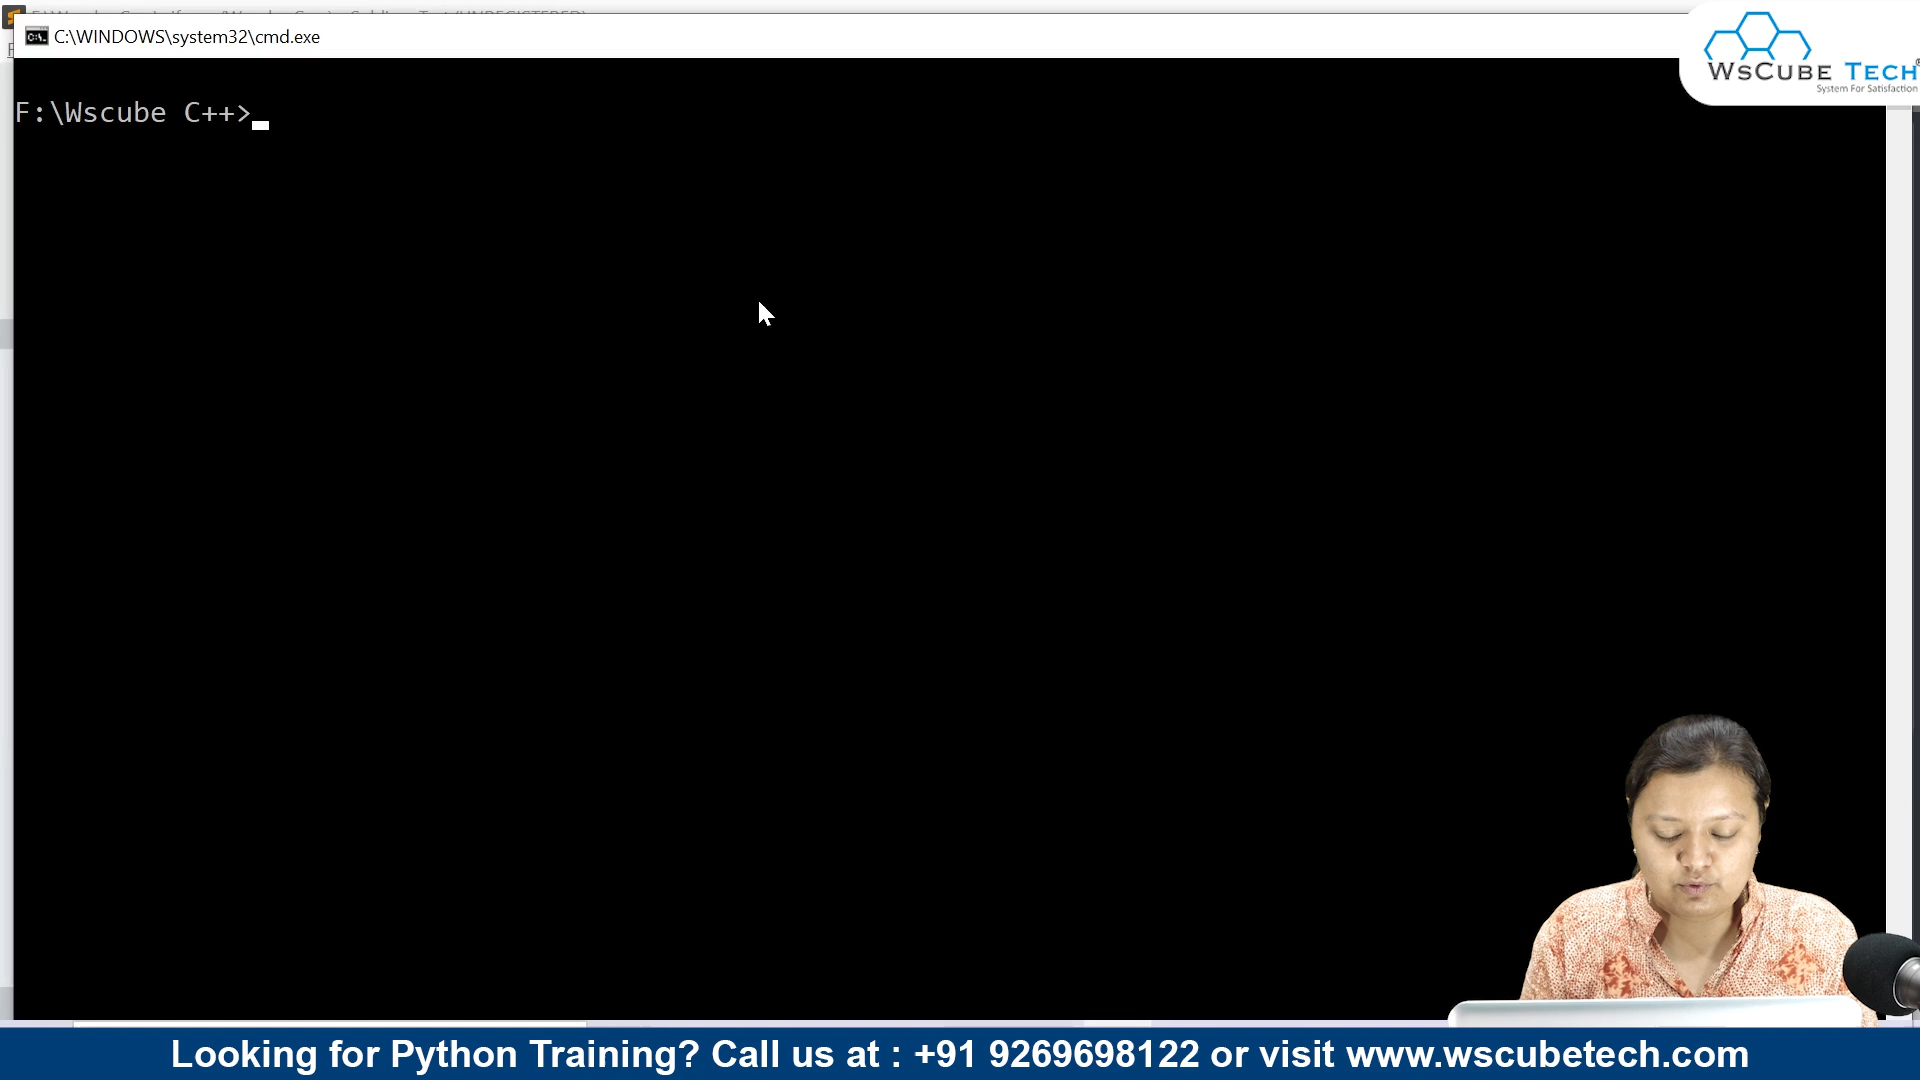 C:\WINDOWS\system32\cmd.exe
WSCUBE TECH
System For Satisfaction
F:\Wscube C++>
Looking for Python Training? Call us at : +91 9269698122 or visit www.wscubetech.com